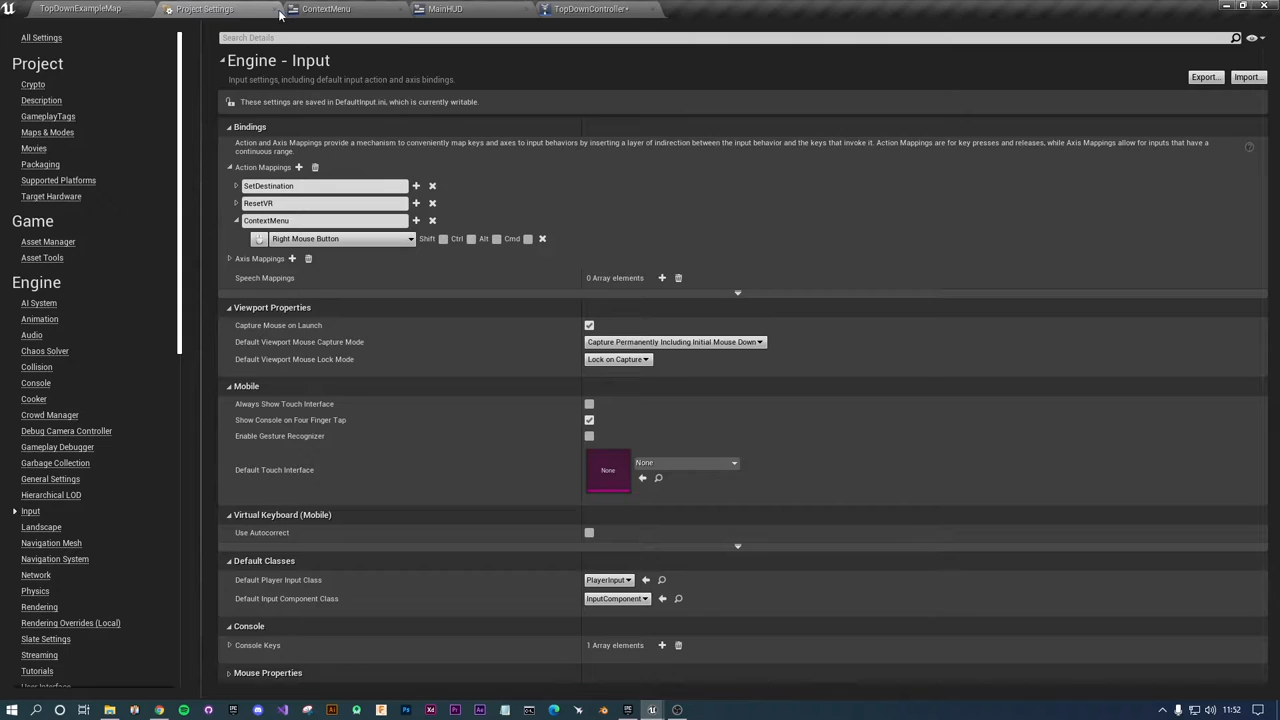 TopDownExampleMap
Project Settings
ContextMenu
MainHUD
TopDownController*
All Settings
Project
Crypto
Description
GameplayTags
Maps & Modes
Movies
Packaging
Supported Platforms
Target Hardware
Game
Asset Manager
Asset Tools
Engine
AI System
Animation
Audio
Chaos Solver
Collision
Console
Cooker
Crowd Manager
Debug Camera Controller
Gameplay Debugger
Garbage Collection
General Settings
Hierarchical LOD
Input
Landscape
Navigation Mesh
Navigation System
Network
Physics
Rendering
Rendering Overrides (Local)
Slate Settings
Streaming
Tutorials
User Interface
Search Details
Engine - Input
Input settings, including default input action and axis bindings.
Export...
Import...
These settings are saved in DefaultInput.ini, which is currently writable.
Bindings
Action and Axis Mappings provide a mechanism to conveniently map keys and axes to input behaviors by inserting a layer of indirection between the input behavior and the keys that invoke it. Action Mappings are for key presses and releases, while Axis Mappings allow for inputs that have a
continuous range.
Action Mappings
SetDestination
ResetVR
ContextMenu
Right Mouse Button Shift Ctrl Alt Cmd
Axis Mappings
Speech Mappings 0 Array elements
Viewport Properties
Capture Mouse on Launch
Default Viewport Mouse Capture Mode Capture Permanently Including Initial Mouse Down
Default Viewport Mouse Lock Mode Lock on Capture
Mobile
Always Show Touch Interface
Show Console on Four Finger Tap
Enable Gesture Recognizer
Default Touch Interface None None
Virtual Keyboard (Mobile)
Use Autocorrect
Default Classes
Default Player Input Class PlayerInput
Default Input Component Class InputComponent
Console
Console Keys 1 Array elements
Mouse Properties
11:52